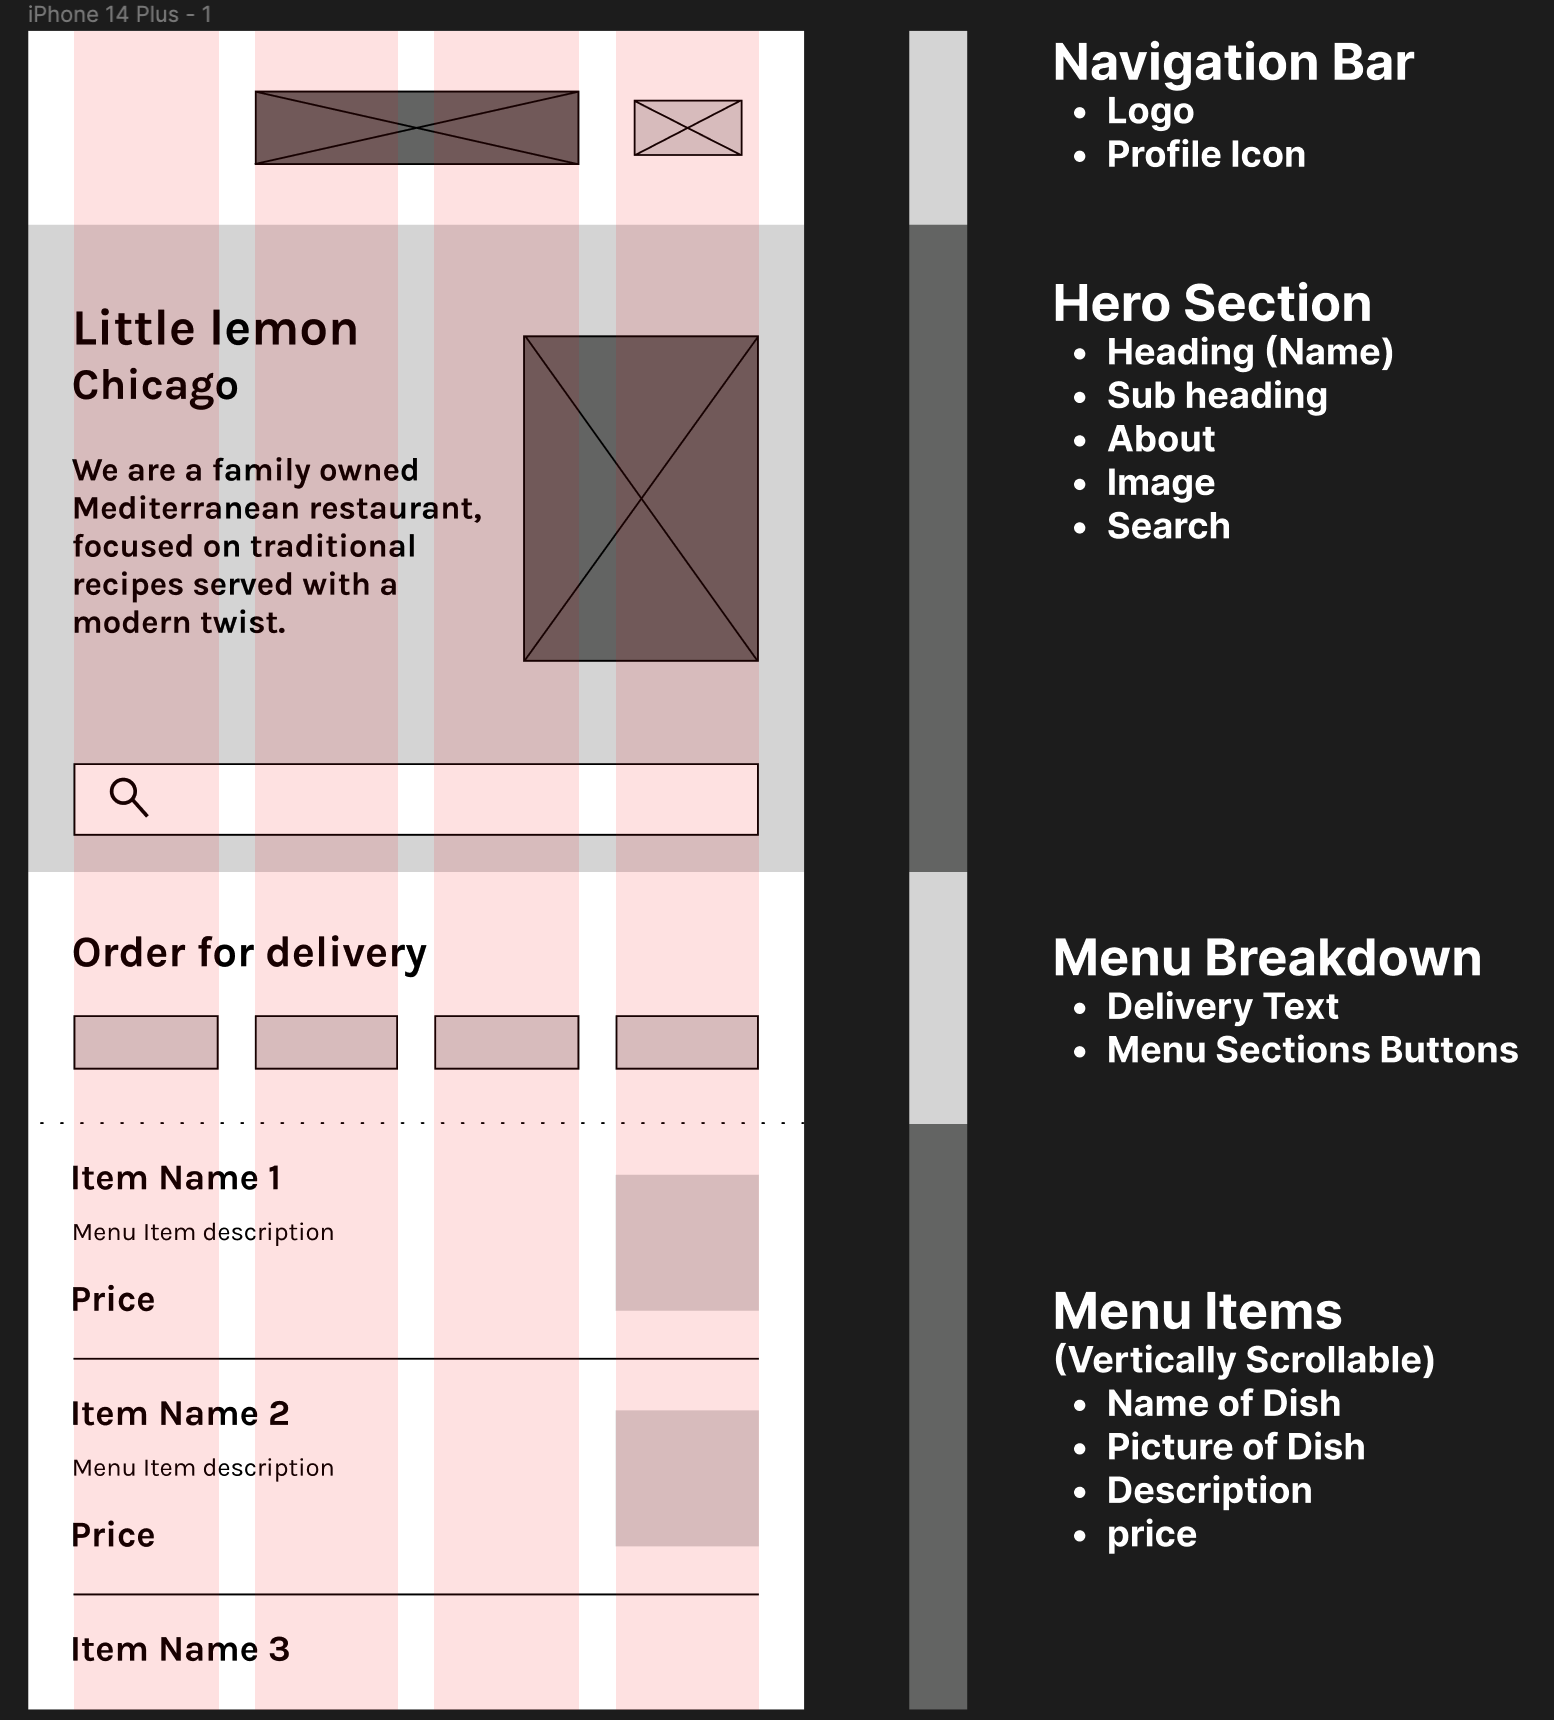 iPhone 14 Plus - 1
Little lemon
Chicago
We are a family owned
Mediterranean restaurant,
focused on traditional
recipes served with a
modern twist.
Order for delivery
Item Name 1
Menu Item description
Price
Item Name 2
Menu Item description
Price
Item Name 3
Navigation Bar
• Logo
• Profile Icon
Hero Section
• Heading (Name)
• Sub heading
• About
• Image
• Search
Menu Breakdown
• Delivery Text
• Menu Sections Buttons
Menu Items
(Vertically Scrollable)
• Name of Dish
• Picture of Dish
• Description
• price